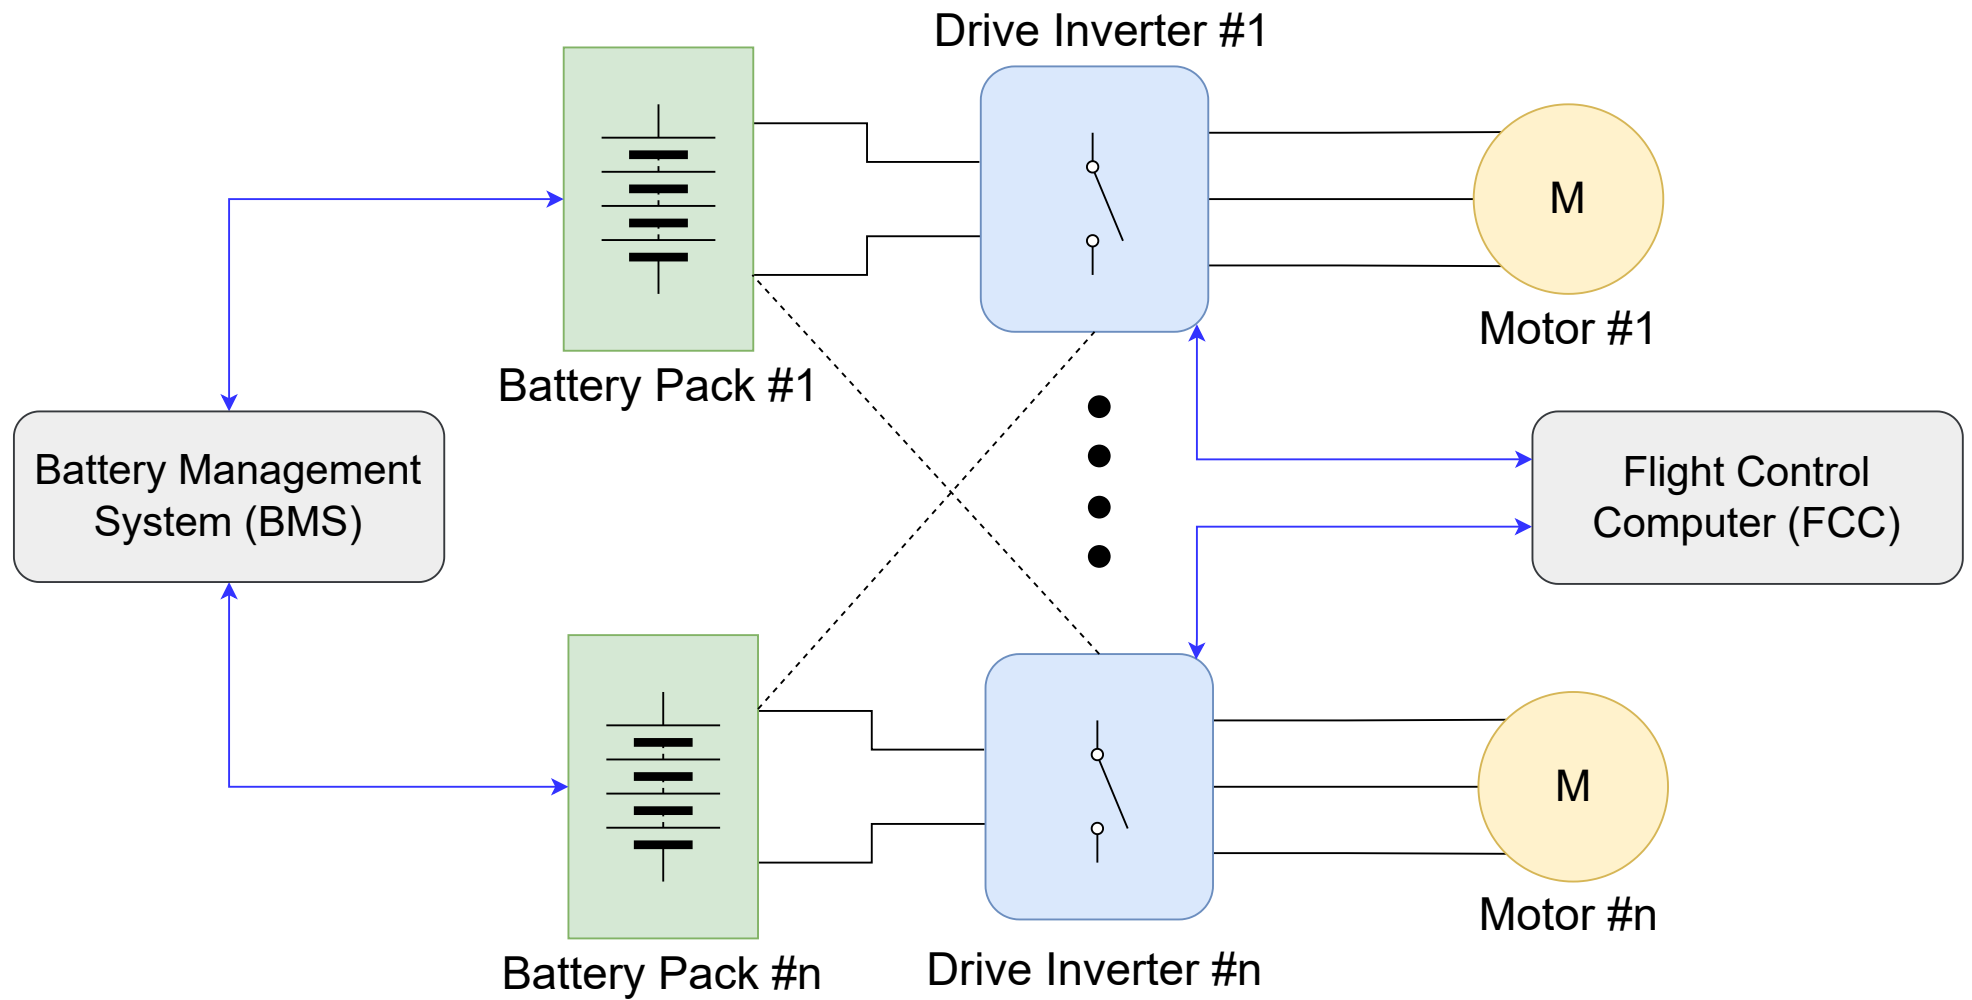 Drive Inverter #1
M
Motor #1
Battery Pack #1
Battery Management
System (BMS)
Flight Control
Computer (FCC)
M
Motor #n
Drive Inverter #n
Battery Pack #n